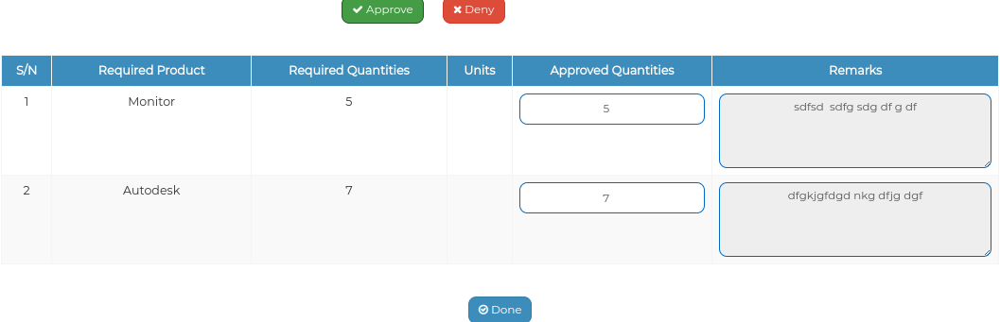 Approve Deny
S/N Required Product Required Quantities Units Approved Quantities Remarks
1 Monitor 5 5 sdfsd sdfg sdg df g df
2 Autodesk 7 7 dfgkjgfdgd nkg dfjg dgf
Done